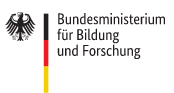 Bundesministerium
für Bildung
und Forschung